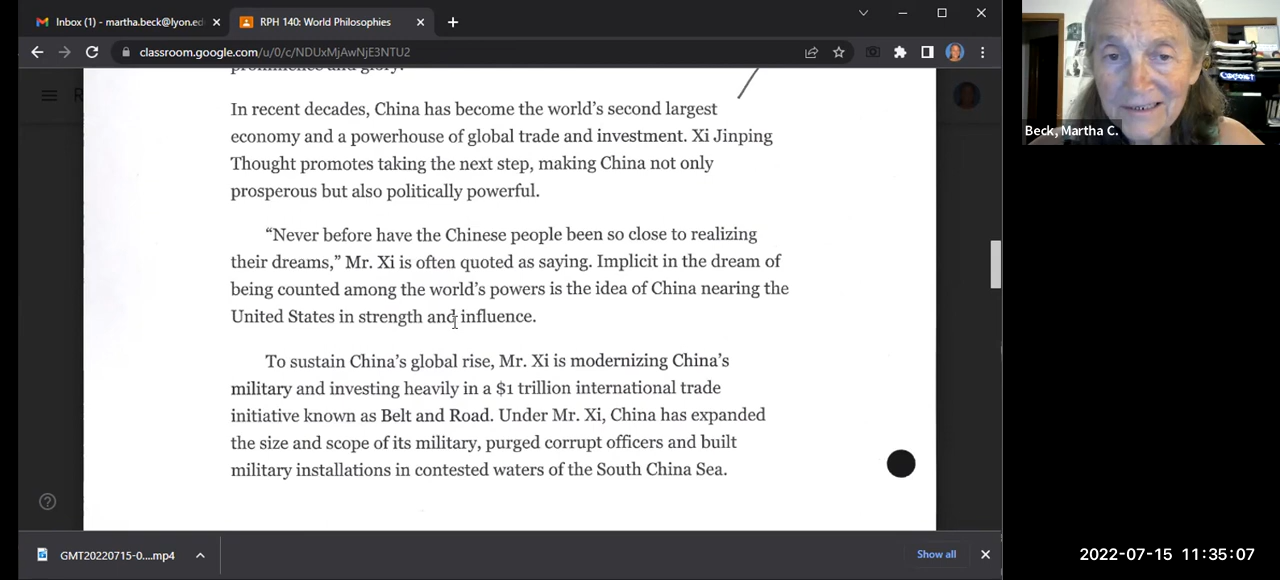 Inbox (1) - martha.beck@lyon.ed
RPH 140: World Philosophies
classroom.google.com/u/0/c/NDUxMjAwNjE3NTU2
prominence and glory.
In recent decades, China has become the world's second largest
economy and a powerhouse of global trade and investment. Xi Jinping
Thought promotes taking the next step, making China not only
prosperous but also politically powerful.
"Never before have the Chinese people been so close to realizing
their dreams," Mr. Xi is often quoted as saying. Implicit in the dream of
being counted among the world's powers is the idea of China nearing the
United States in strength and influence.
To sustain China's global rise, Mr. Xi is modernizing China's
military and investing heavily in a $1 trillion international trade
initiative known as Belt and Road. Under Mr. Xi, China has expanded
the size and scope of its military, purged corrupt officers and built
military installations in contested waters of the South China Sea.
GMT20220715-0....mp4
Show all
Beck, Martha C.
2022-07-15 11:35:07